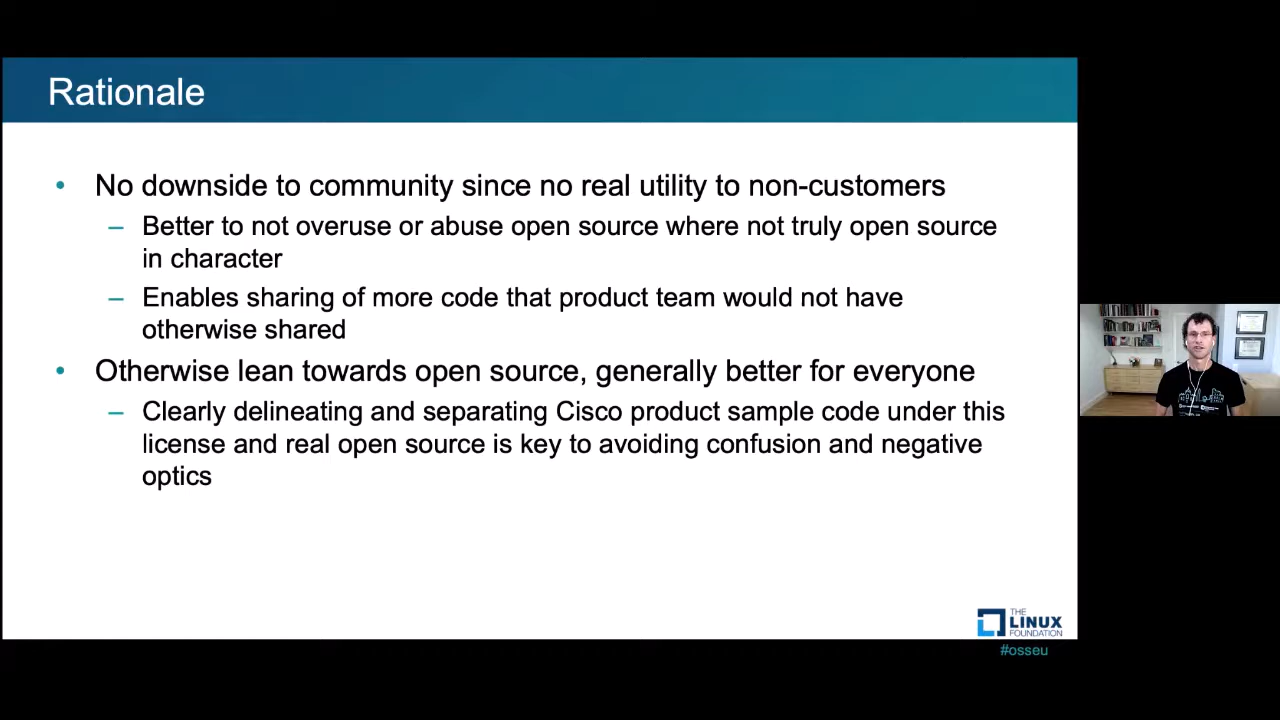 Rationale
• No downside to community since no real utility to non-customers
– Better to not overuse or abuse open source where not truly open source
in character
– Enables sharing of more code that product team would not have
otherwise shared
• Otherwise lean towards open source, generally better for everyone
– Clearly delineating and separating Cisco product sample code under this
license and real open source is key to avoiding confusion and negative
optics
THE
LINUX
FOUNDATION
#osseu